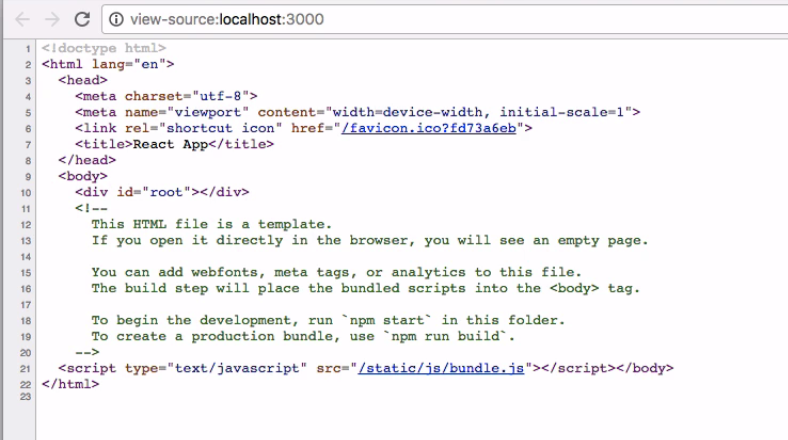 view-source:localhost:3000
1 <!doctype html>
2 <html lang="en">
3 <head>
4 <meta charset="utf-8">
5 <meta name="viewport" content="width=device-width, initial-scale=1">
6 <link rel="shortcut icon" href="/favicon.ico?fd73a6eb">
7 <title>React App</title>
8 </head>
9 <body>
10 <div id="root"></div>
11 <!--
12 This HTML file is a template.
13 If you open it directly in the browser, you will see an empty page.
14
15 You can add webfonts, meta tags, or analytics to this file.
16 The build step will place the bundled scripts into the <body> tag.
17
18 To begin the development, run `npm start` in this folder.
19 To create a production bundle, use `npm run build`.
20 -->
21 <script type="text/javascript" src="/static/js/bundle.js"></script></body>
22 </html>
23